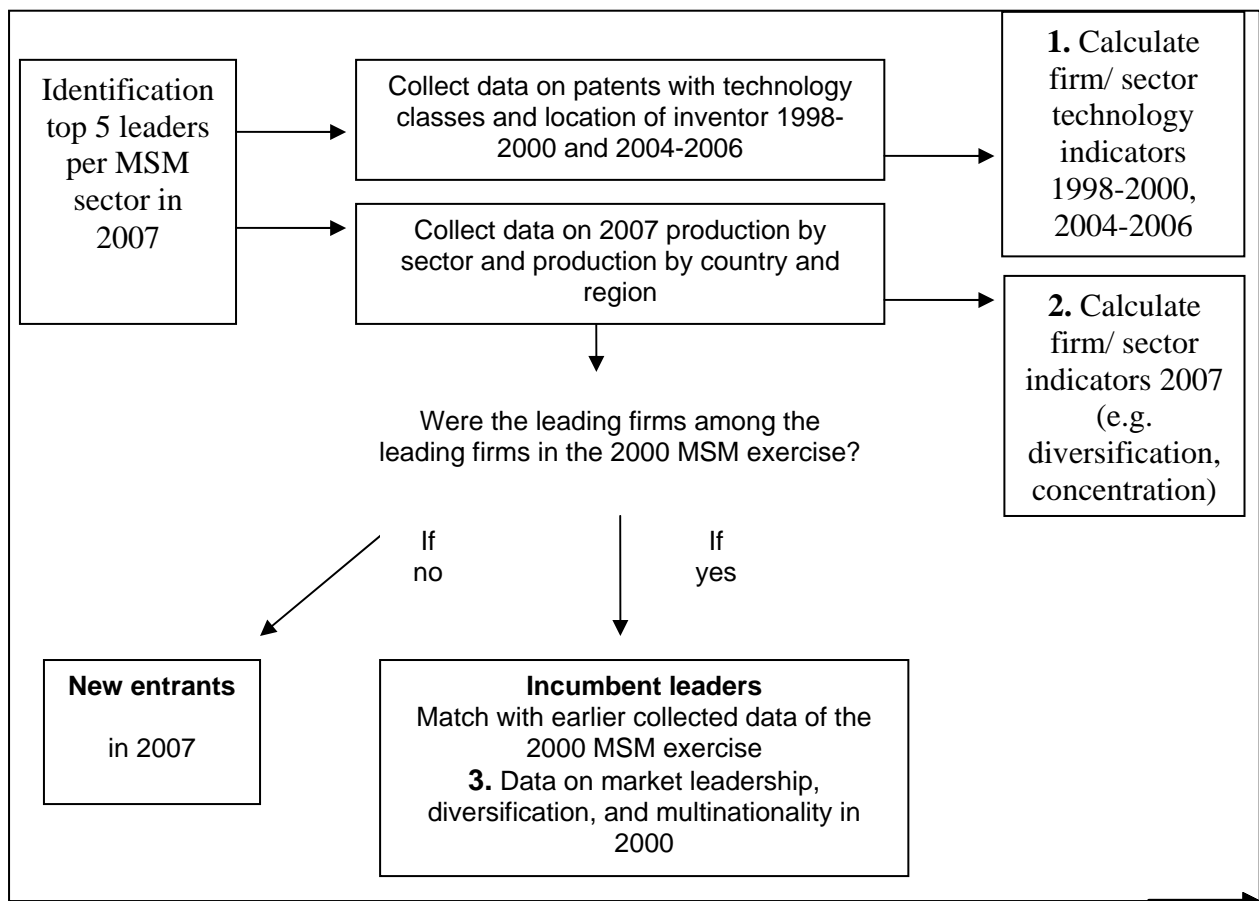 Identification
top 5 leaders
per MSM
sector in
2007
Collect data on patents with technology
classes and location of inventor 1998-
2000 and 2004-2006
1. Calculate
firm/ sector
technology
indicators
1998-2000,
2004-2006
Collect data on 2007 production by
sector and production by country and
region
2. Calculate
firm/ sector
indicators 2007
(e.g.
diversification,
concentration)
Were the leading firms among the
leading firms in the 2000 MSM exercise?
If
no
If
yes
New entrants
in 2007
Incumbent leaders
Match with earlier collected data of the
2000 MSM exercise
3. Data on market leadership,
diversification, and multinationality in
2000